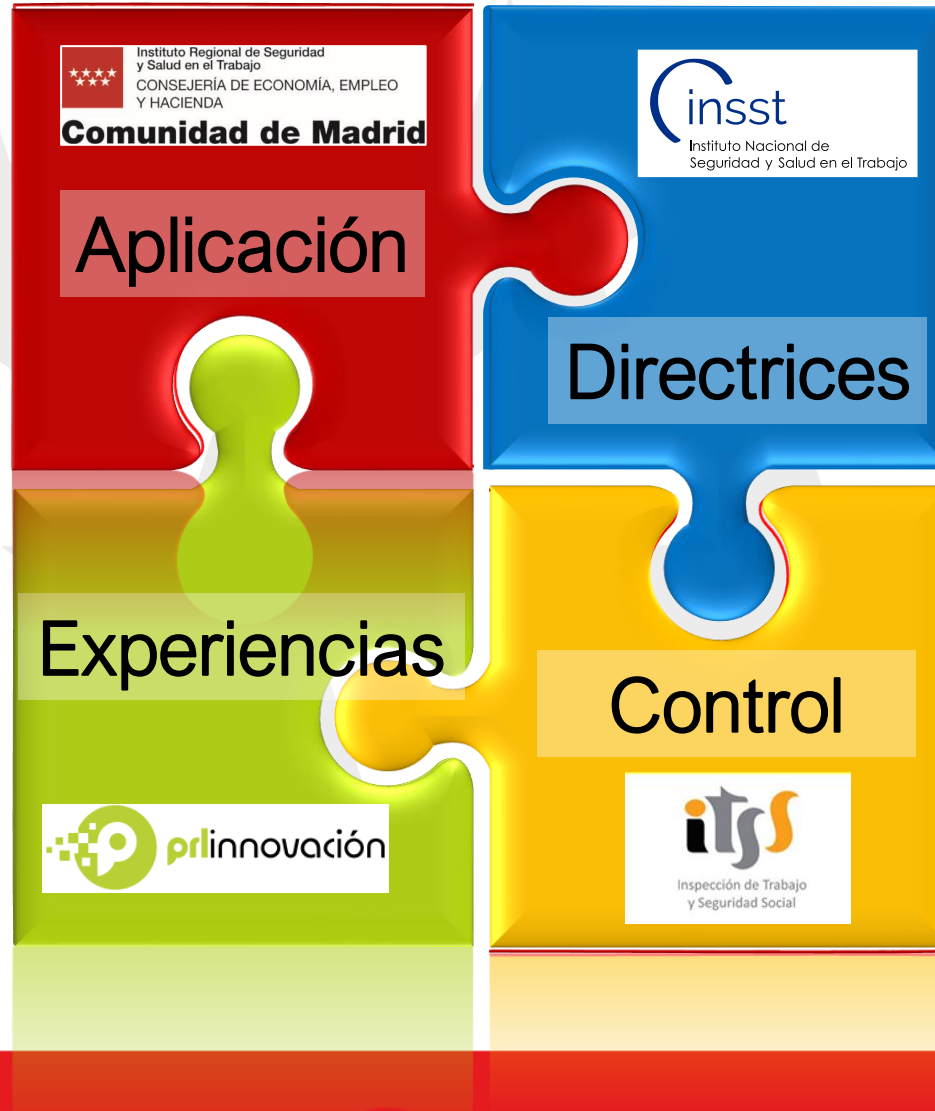 Instituto Regional de Seguridad
y Salud en el Trabajo
CONSEJERÍA DE ECONOMÍA, EMPLEO
Y HACIENDA
Comunidad de Madrid
Aplicación
insst
Instituto Nacional de
Seguridad y Salud en el Trabajo
Directrices
Experiencias
prlinnovación
Control
itss
Inspección de Trabajo
y Seguridad Social